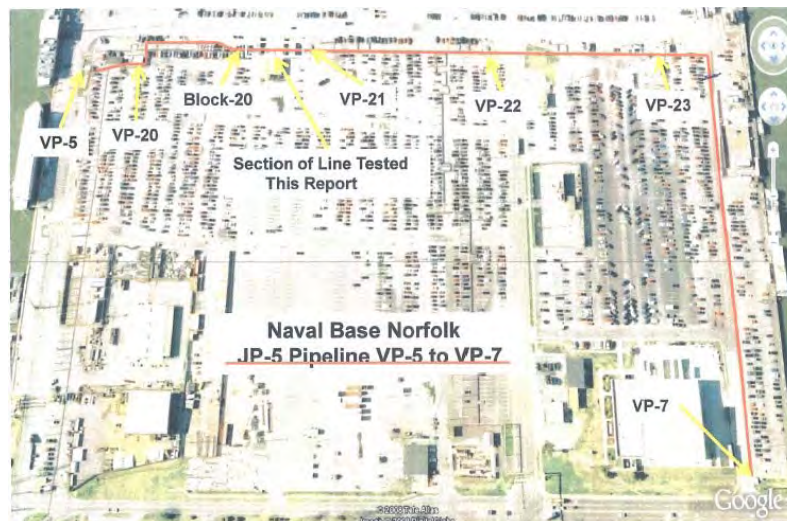 Block-20
VP-21
VP-22
VP-23
VP-5
VP-20
Section of Line Tested
This Report
Naval Base Norfolk
JP-5 Pipeline VP-5 to VP-7
VP-7
Google